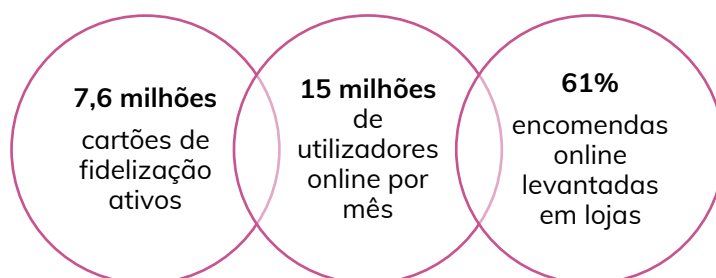 7,6 milhões
cartões de
fidelização
ativos
15 milhões
de
utilizadores
online por
mês
61%
encomendas
online
levantadas
em lojas